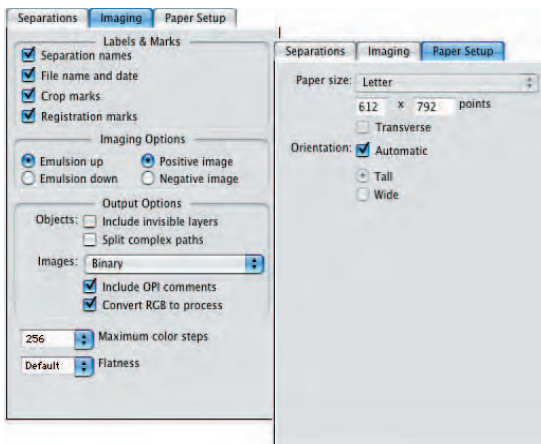 Separations Imaging Paper Setup
Labels & Marks
Separation names
File name and date
Crop marks
Registration marks
Imaging Options
Emulsion up Positive image
Emulsion down Negative image
Output Options
Objects: Include invisible layers
Split complex paths
Images: Binary
Include OPI comments
Convert RGB to process
256 Maximum color steps
Default Flatness
Separations Imaging Paper Setup
Paper size: Letter
612 x 792 points
Transverse
Orientation: Automatic
Tall
Wide